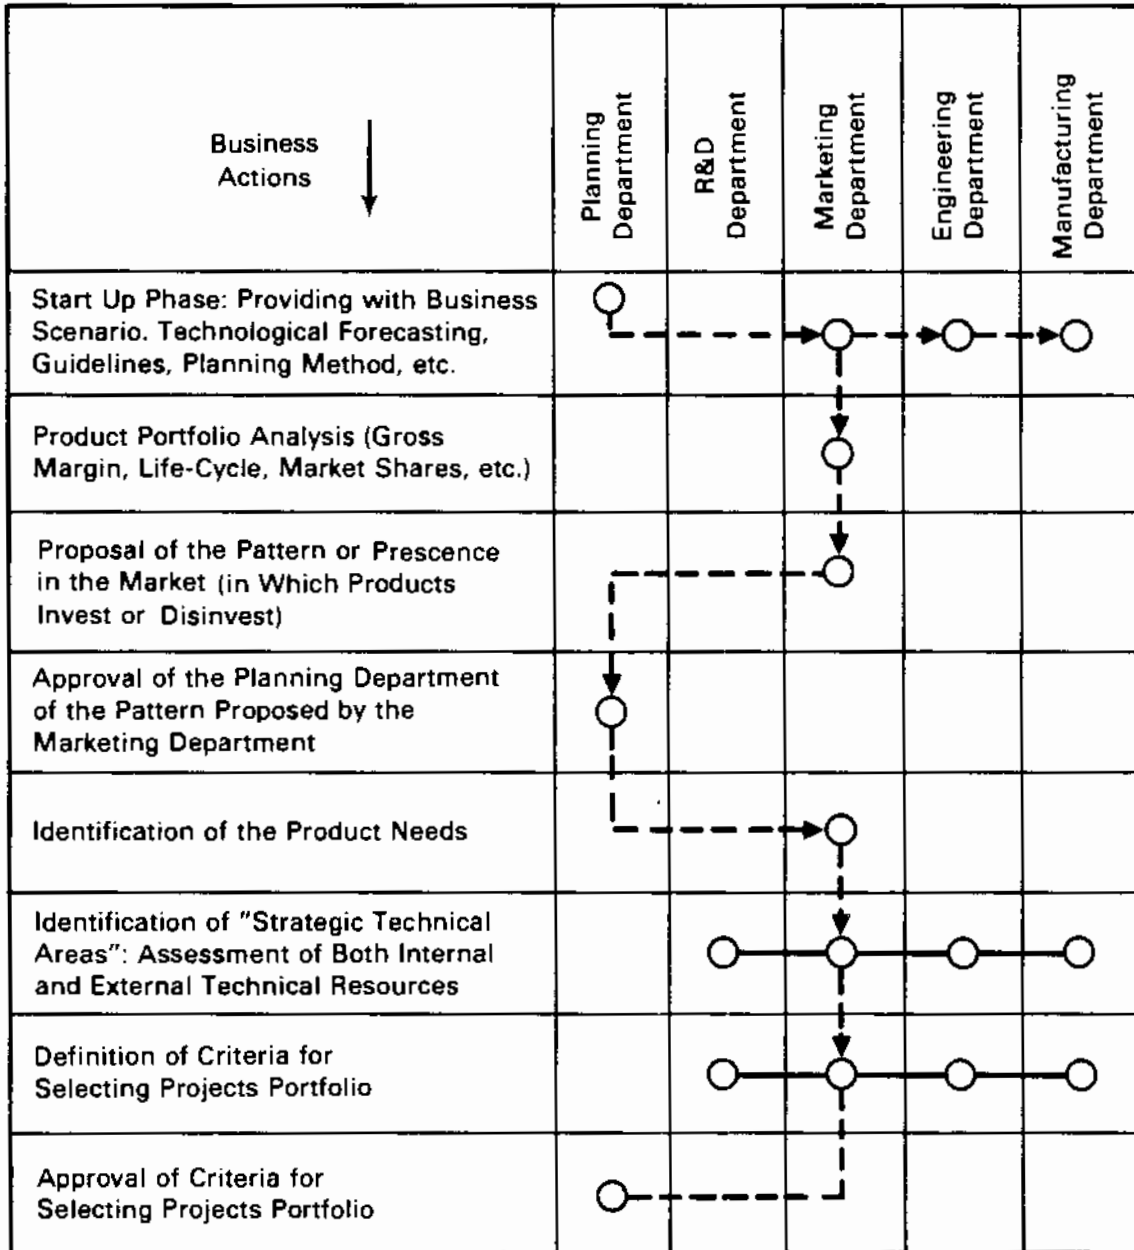 Business
Actions
Planning
Department
R&D
Department
Marketing
Department
Engineering
Department
Manufacturing
Department
Start Up Phase: Providing with Business
Scenario. Technological Forecasting,
Guidelines, Planning Method, etc.
Product Portfolio Analysis (Gross
Margin, Life-Cycle, Market Shares, etc.)
Proposal of the Pattern or Prescence
in the Market (in Which Products
Invest or Disinvest)
Approval of the Planning Department
of the Pattern Proposed by the
Marketing Department
Identification of the Product Needs
Identification of "Strategic Technical
Areas": Assessment of Both Internal
and External Technical Resources
Definition of Criteria for
Selecting Projects Portfolio
Approval of Criteria for
Selecting Projects Portfolio